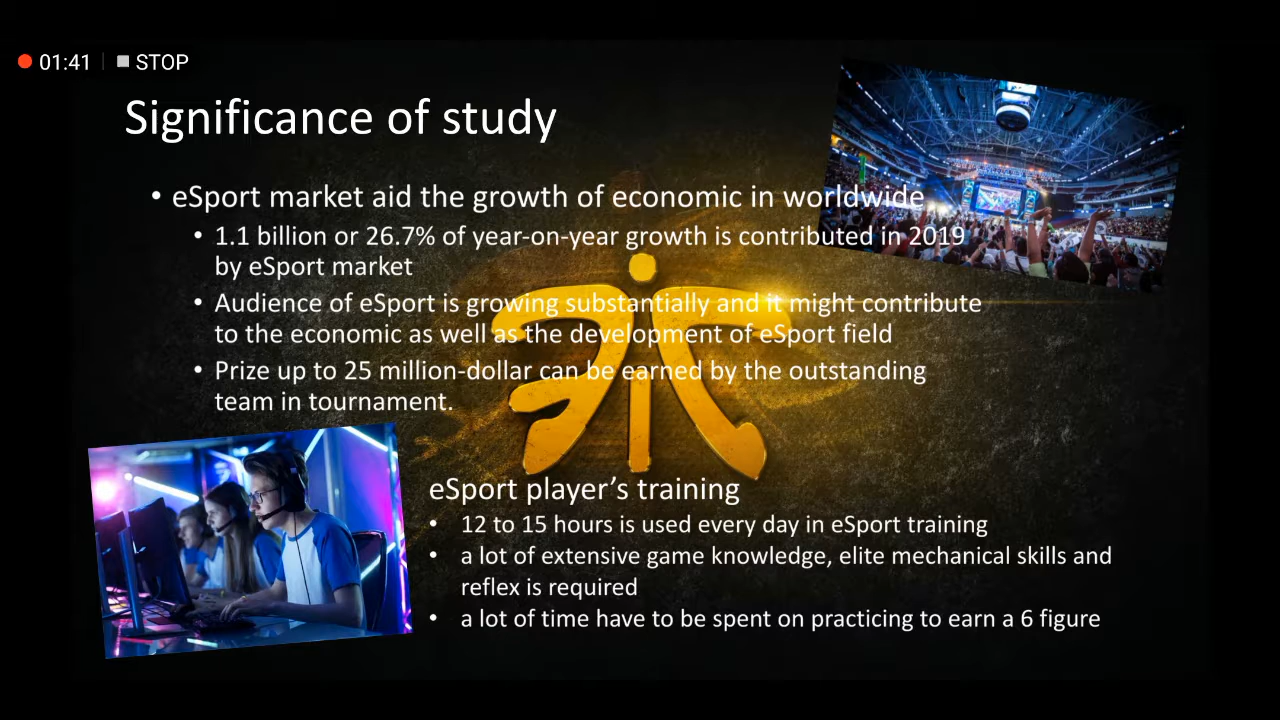 01:41 STOP
Significance of study
• eSport market aid the growth of economic in worldwide
• 1.1 billion or 26.7% of year-on-year growth is contributed in 2019
by eSport market
• Audience of eSport is growing substantially and it might contribute
to the economic as well as the development of eSport field
• Prize up to 25 million-dollar can be earned by the outstanding
team in tournament.
eSport player’s training
• 12 to 15 hours is used every day in eSport training
• a lot of extensive game knowledge, elite mechanical skills and
reflex is required
• a lot of time have to be spent on practicing to earn a 6 figure